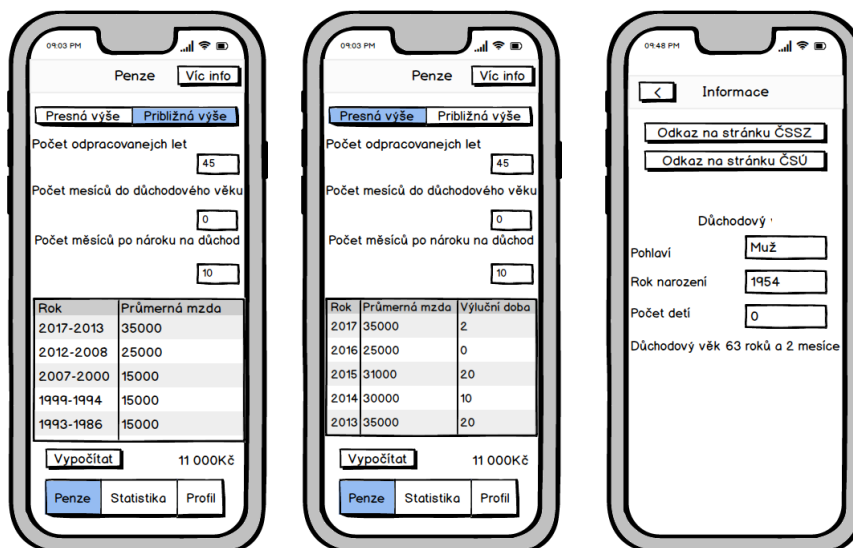 09:03 PM
Penze
Víc info
Presná výše
Približná výše
Počet odpracovanejch let
45
Počet mesíců do důchodového věku
0
Počet měsíců po nároku na důchod
10
Rok Průmerná mzda
2017-2013 35000
2012-2008 25000
2007-2000 15000
1999-1994 15000
1993-1986 15000
Vypočítat
11 000Kč
Penze
Statistika
Profil
09:03 PM
Penze
Víc info
Presná výše
Približná výše
Počet odpracovanejch let
45
Počet mesíců do důchodového věku
0
Počet měsíců po nároku na důchod
10
Rok Průmerná mzda Výluční doba
2017 35000 2
2016 25000 0
2015 31000 20
2014 30000 10
2013 35000 20
Vypočítat
11 000Kč
Penze
Statistika
Profil
09:48 PM
<
Informace
Odkaz na stránku ČSSZ
Odkaz na stránku ČSÚ
Důchodový
Pohlaví
Muž
Rok narození
1954
Počet detí
0
Důchodový věk 63 roků a 2 mesíce